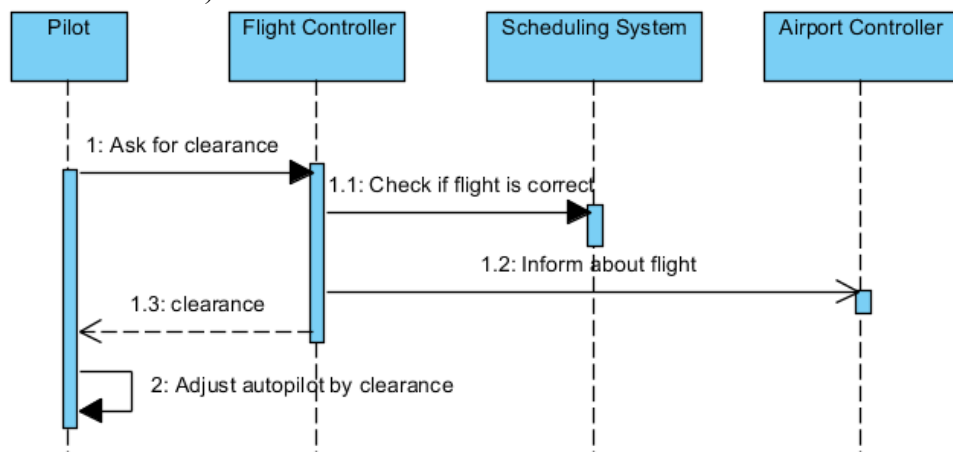 Pilot
Flight Controller
Scheduling System
Airport Controller
1: Ask for clearance
1.1: Check if flight is correct
1.2: Inform about flight
1.3: clearance
2: Adjust autopilot by clearance